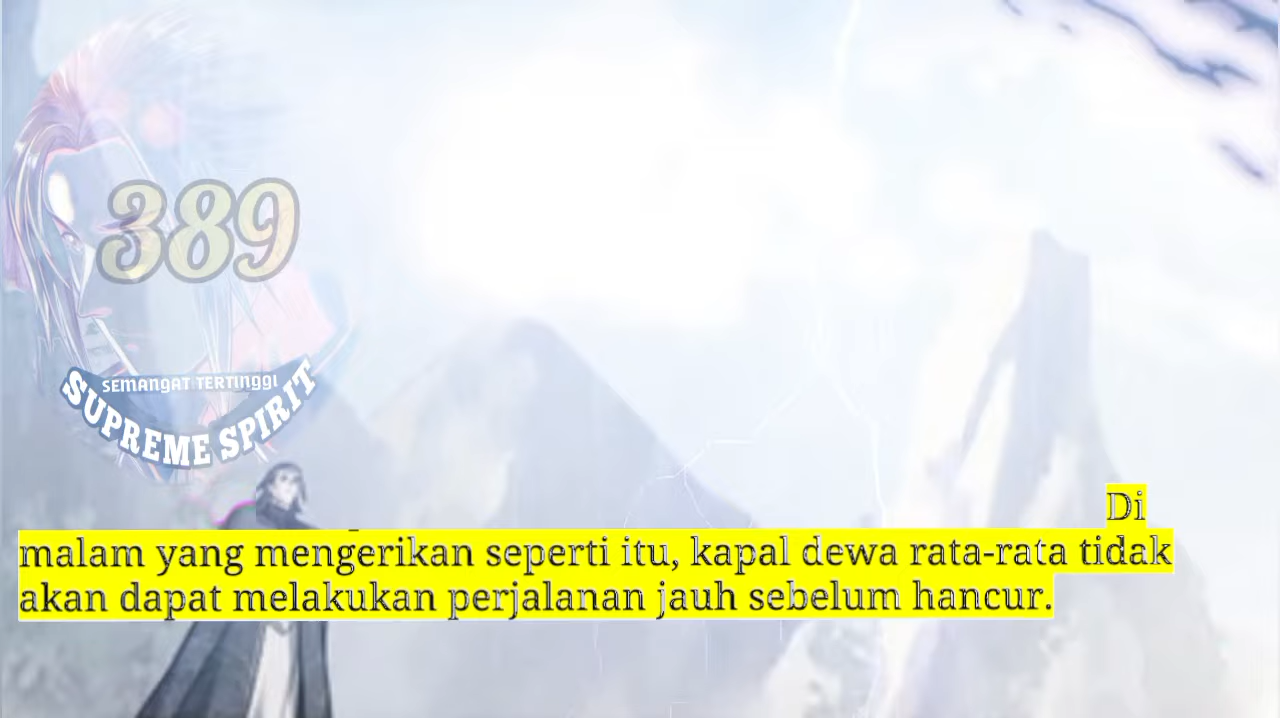 389
SEMANGAT TERTINGGI
SUPREME SPIRIT
Di
malam yang mengerikan seperti itu, kapal dewa rata-rata tidak
akan dapat melakukan perjalanan jauh sebelum hancur.